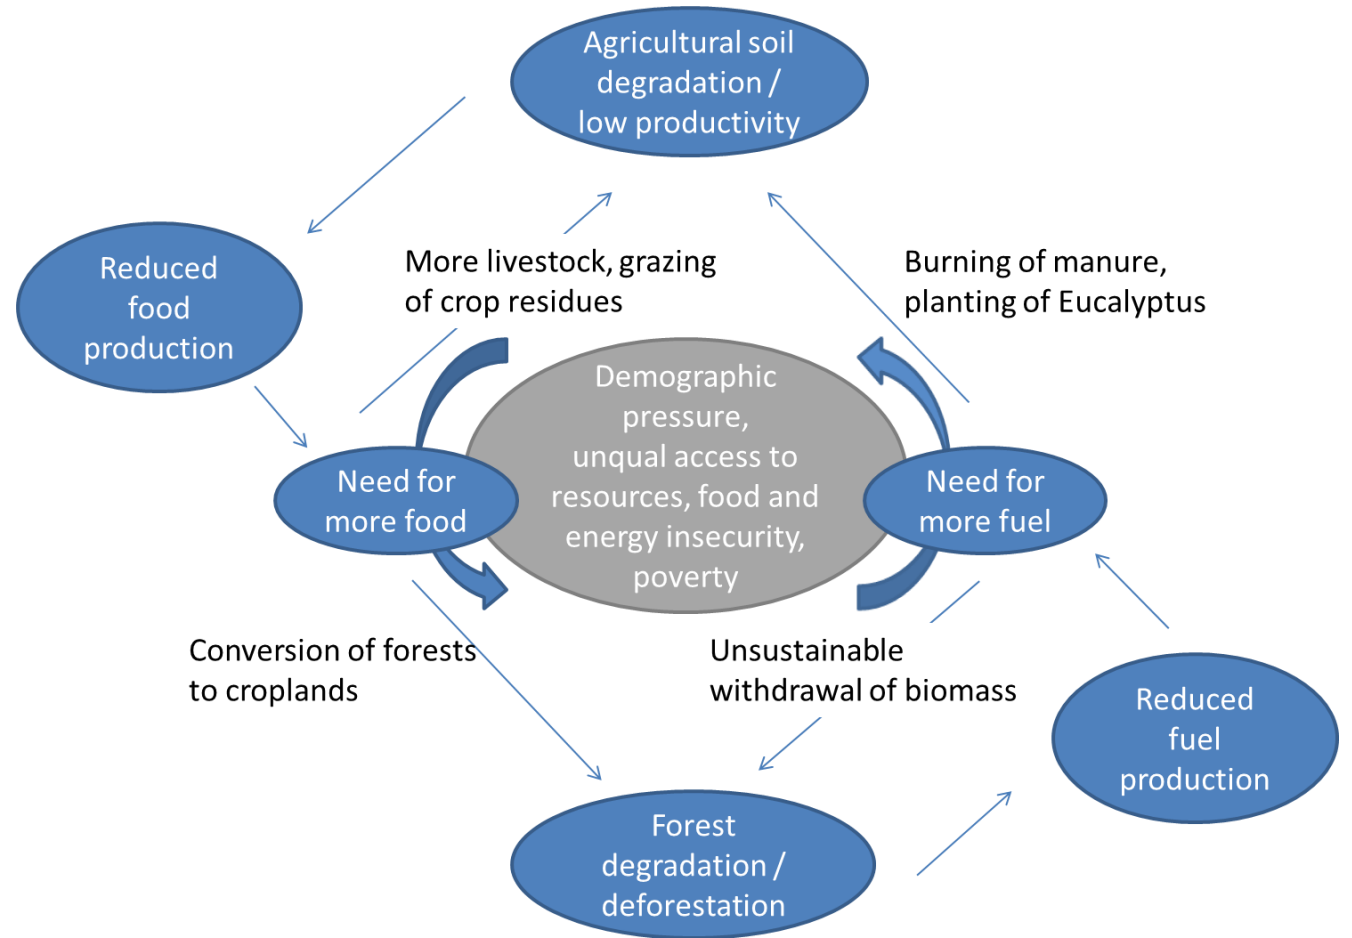 Agricultural soil
degradation /
low productivity
Reduced
food
production
More livestock, grazing
of crop residues
Burning of manure,
planting of Eucalyptus
Demographic
pressure,
unqual access to
resources, food and
energy insecurity,
poverty
Need for
more food
Need for
more fuel
Conversion of forests
to croplands
Unsustainable
withdrawal of biomass
Reduced
fuel
production
Forest
degradation /
deforestation